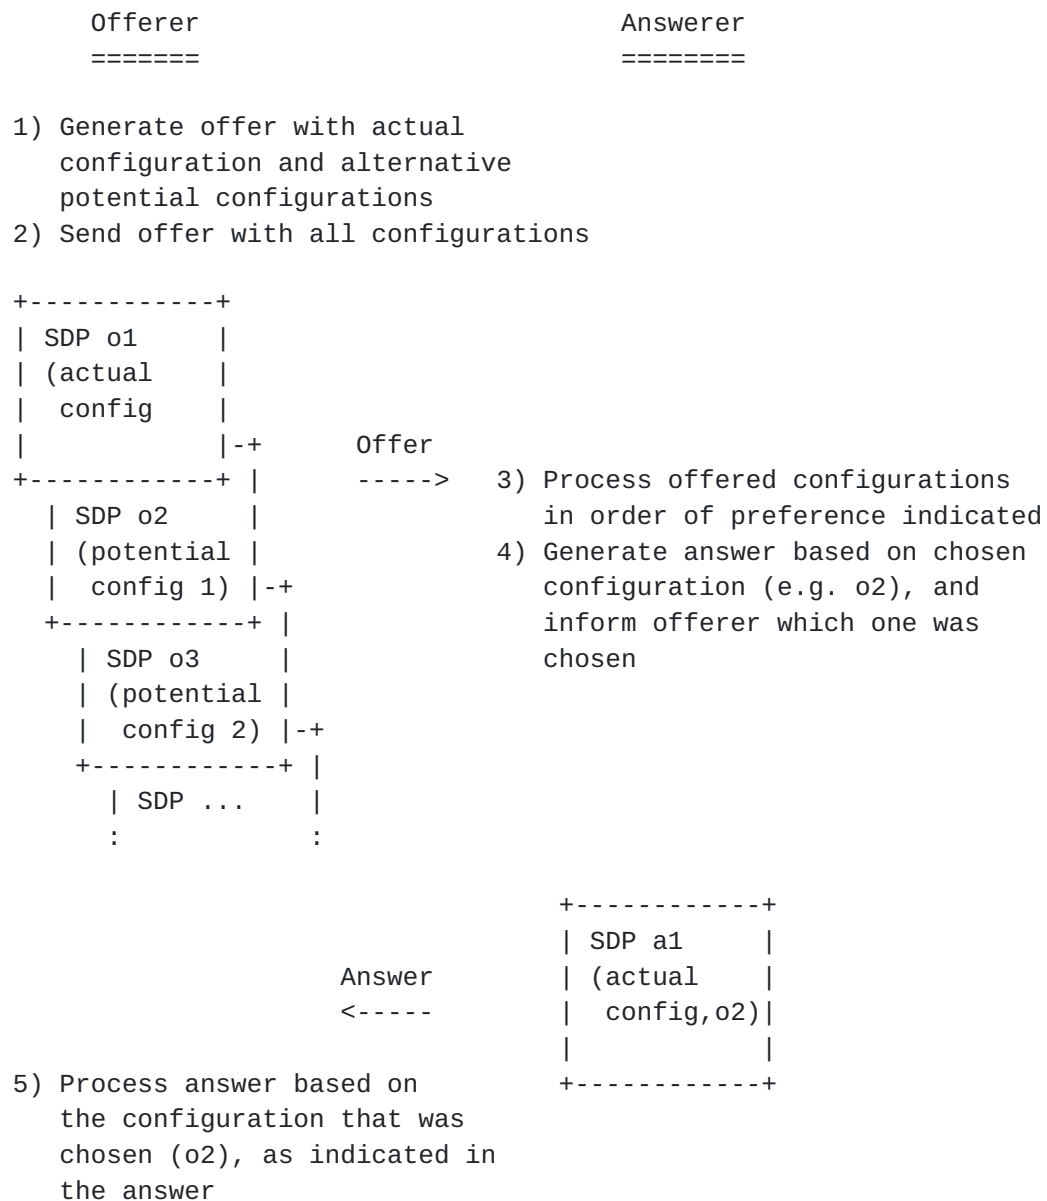 Offerer                           Answerer
     =======                           ========

1) Generate offer with actual
   configuration and alternative
   potential configurations
2) Send offer with all configurations

+------------+
| SDP o1     |
| (actual    |
|  config    |
|            |-+      Offer
+------------+ |      ----->   3) Process offered configurations
  | SDP o2     |                  in order of preference indicated
  | (potential |               4) Generate answer based on chosen
  |  config 1) |-+                configuration (e.g. o2), and
  +------------+ |                inform offerer which one was
    | SDP o3     |                chosen
    | (potential |
    |  config 2) |-+
    +------------+ |
      | SDP ...    |
      :            :

                                   +------------+
                                   | SDP a1     |
                     Answer        | (actual    |
                     <-----        |  config,o2)|
                                   |            |
5) Process answer based on         +------------+
   the configuration that was
   chosen (o2), as indicated in
   the answer